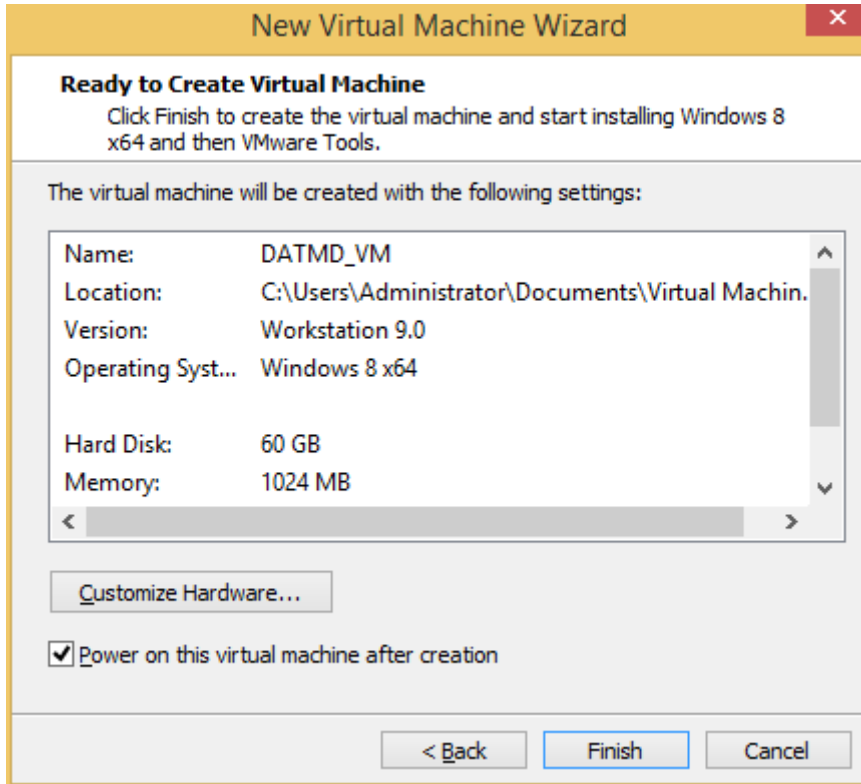 New Virtual Machine Wizard
Ready to Create Virtual Machine
Click Finish to create the virtual machine and start installing Windows 8
x64 and then VMware Tools.
The virtual machine will be created with the following settings:
Name: DATMD_VM
Location: C:\Users\Administrator\Documents\Virtual Machin.
Version: Workstation 9.0
Operating Syst... Windows 8 x64
Hard Disk: 60 GB
Memory: 1024 MB
Customize Hardware...
Power on this virtual machine after creation
< Back Finish Cancel